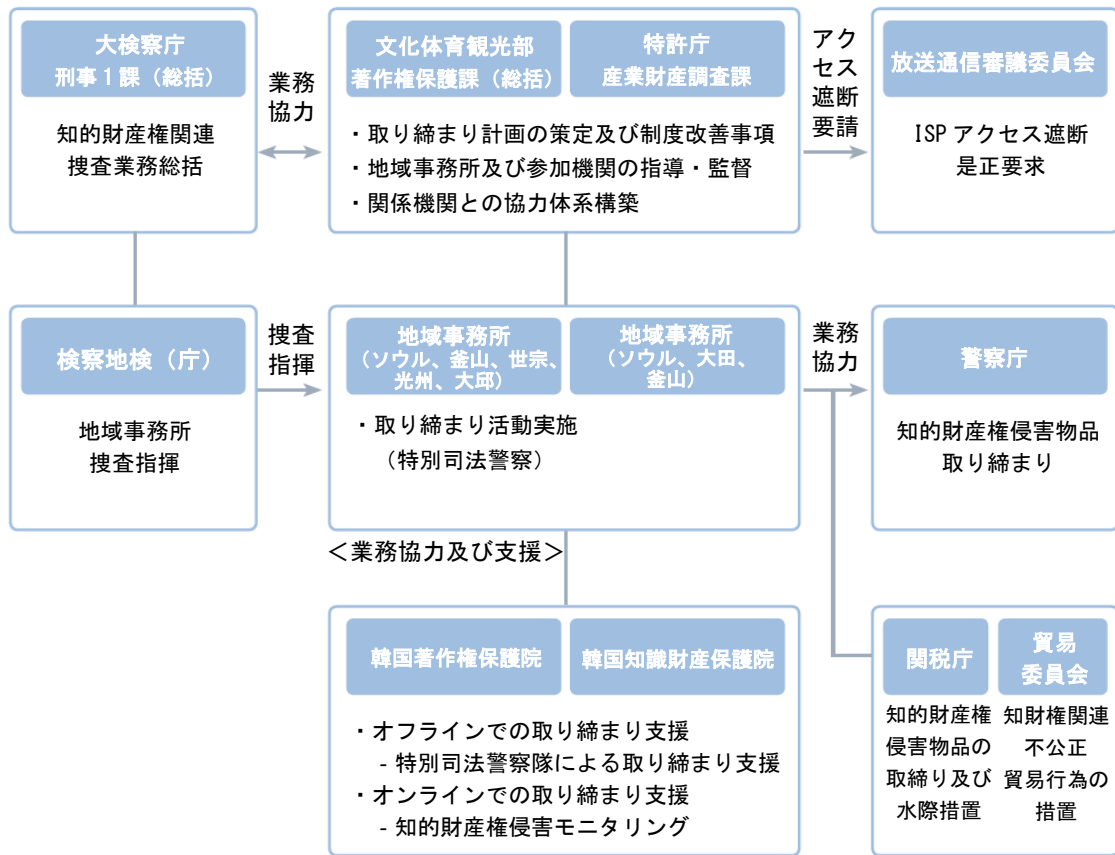 大検察庁
刑事１課（総括）
知的財産権関連
捜査業務総括
業務
協力
文化体育観光部
著作権保護課（総括）
特許庁
産業財産調査課
・取り締まり計画の策定及び制度改善事項
・地域事務所及び参加機関の指導・監督
・関係機関との協力体系構築
アク
セス
遮断
要請
放送通信審議委員会
ISP アクセス遮断
是正要求
検察地検（庁）
地域事務所
捜査指揮
捜査
指揮
地域事務所
（ソウル、釜山、世宗、
光州、大邱）
地域事務所
（ソウル、大田、
釜山）
・取り締まり活動実施
（特別司法警察）
業務
協力
警察庁
知的財産権侵害物品
取り締まり
＜業務協力及び支援＞
韓国著作権保護院
韓国知識財産保護院
・オフラインでの取り締まり支援
- 特別司法警察隊による取り締まり支援
・オンラインでの取り締まり支援
- 知的財産権侵害モニタリング
関税庁
知的財産権
侵害物品の
取締り及び
水際措置
貿易
委員会
知財権関連
不公正
貿易行為の
措置